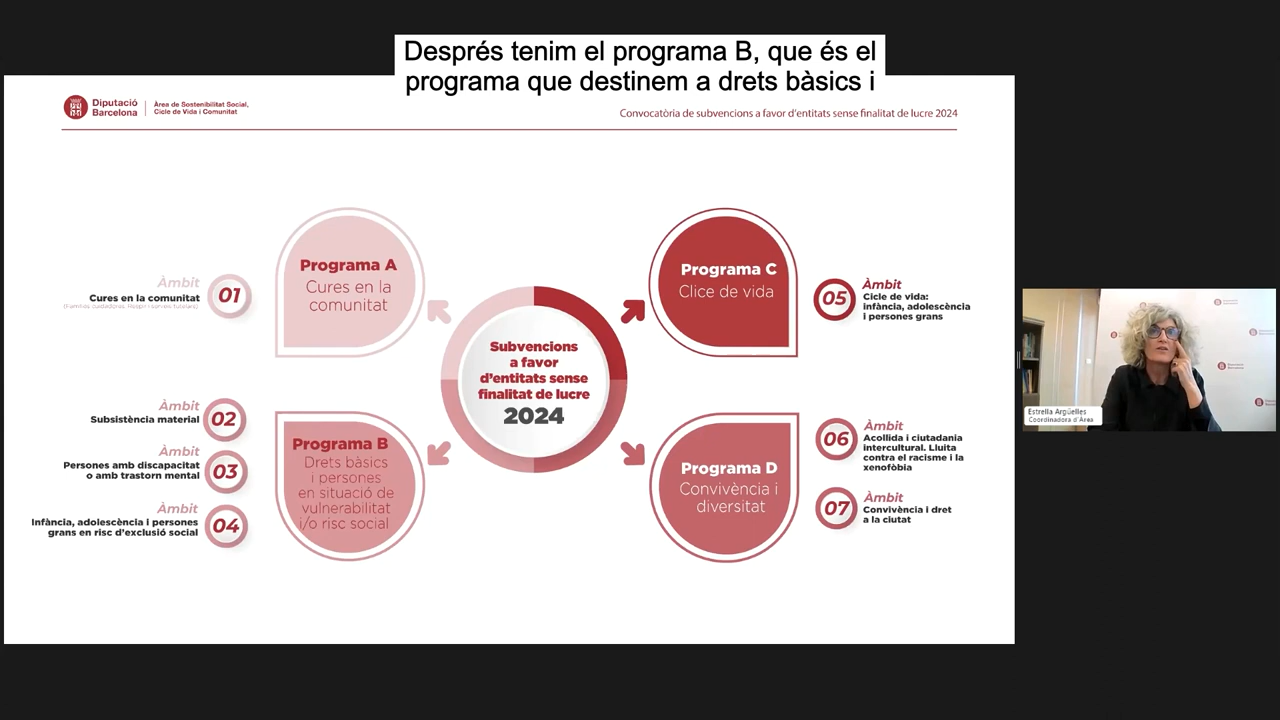 Després tenim el programa B, que és el
programa que destinem a drets bàsics i
Diputació
Barcelona
Àrea de Sostenibilitat Social,
Cicle de Vida i Comunitat
Convocatòria de subvencions a favor d'entitats sense finalitat de lucre 2024
Àmbit
01
Cures en la comunitat
Programa A
Cures en la
comunitat
Programa C
Clice de vida
05
Àmbit
Cicle de vida:
infància, adolescència
i persones grans
Subvencions
a favor
d'entitats sense
finalitat de lucre
2024
Àmbit
02
Subsistència material
Àmbit
03
Persones amb discapacitat
o amb trastorn mental
Àmbit
04
Infància, adolescència i persones
grans en risc d'exclusió social
Programa B
Drets bàsics
i persones
en situació de
vulnerabilitat
i/o risc social
Programa D
Convivència i
diversitat
06
Àmbit
Acollida i ciutadania
intercultural. Lluita
contra el racisme i la
xenofòbia
07
Àmbit
Convivència i dret
a la ciutat
Estrella Argüelles
Coordinadora d'Àrea